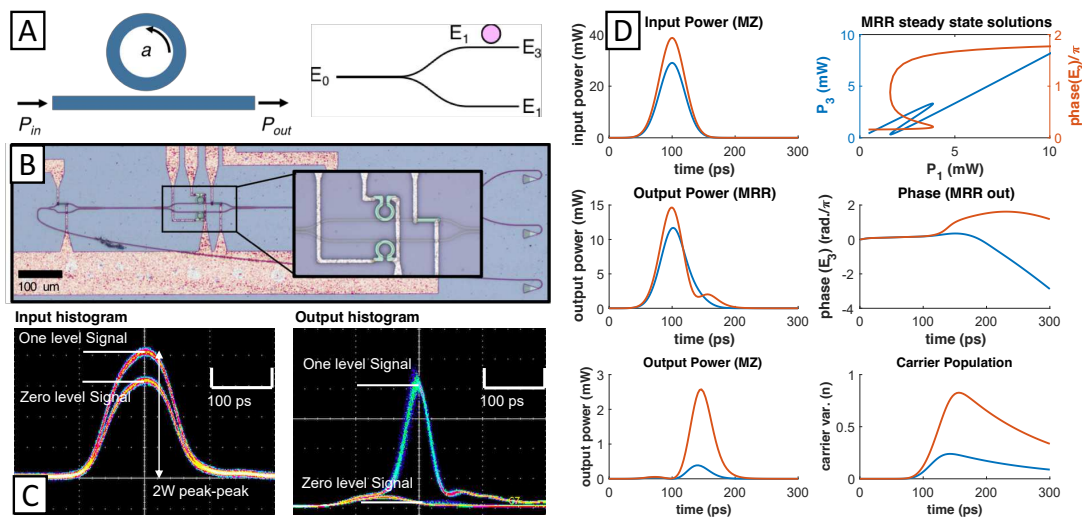 A
a
P_in
P_out
E_0
E_1
E_3
E_1
B
100 um
Input histogram
One level Signal
Zero level Signal
100 ps
2W peak-peak
C
Output histogram
One level Signal
100 ps
Zero level Signal
D
Input Power (MZ)
input power (mW)
40
20
0
0 100 200 300
time (ps)
MRR steady state solutions
P_3 (mW)
10
5
0
0 5 10
P_1 (mW)
2
1
0
phase(E_3)/π
Output Power (MRR)
output power (mW)
15
10
5
0
0 100 200 300
time (ps)
Phase (MRR out)
phase (E_3) (rad/π)
2
0
-2
-4
0 100 200 300
time (ps)
Output Power (MZ)
output power (mW)
3
2
1
0
0 100 200 300
time (ps)
Carrier Population
carrier var. (n)
1
0.5
0
0 100 200 300
time (ps)